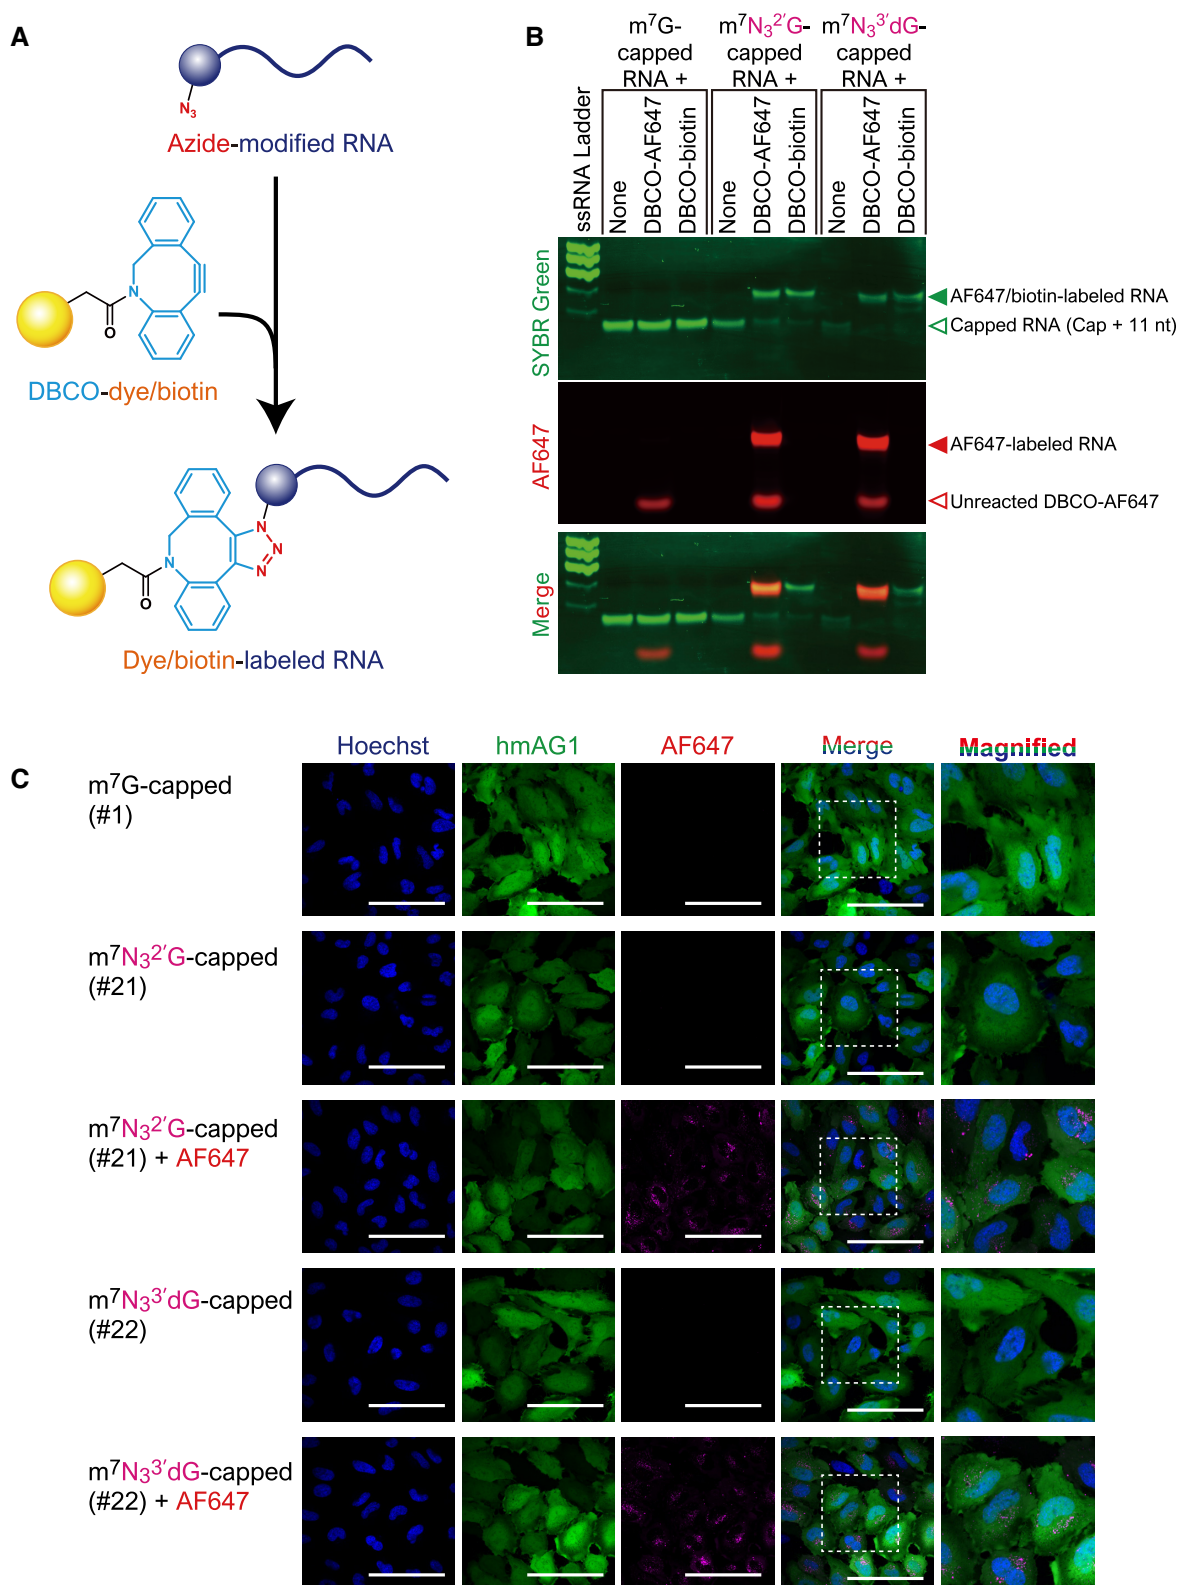 A
N3
Azide-modified RNA
N
O
DBCO-dye/biotin
N
N
N
N
O
Dye/biotin-labeled RNA
B
m7G-capped RNA +
m7N32'G-capped RNA +
m7N33'dG-capped RNA +
ssRNA Ladder
None
DBCO-AF647
DBCO-biotin
None
DBCO-AF647
DBCO-biotin
None
DBCO-AF647
DBCO-biotin
SYBR Green
AF647/biotin-labeled RNA
Capped RNA (Cap + 11 nt)
AF647
AF647-labeled RNA
Unreacted DBCO-AF647
Merge
C
Hoechst hmAG1 AF647 Merge Magnified
m7G-capped
(#1)
m7N32'G-capped
(#21)
m7N32'G-capped
(#21) + AF647
m7N33'dG-capped
(#22)
m7N33'dG-capped
(#22) + AF647